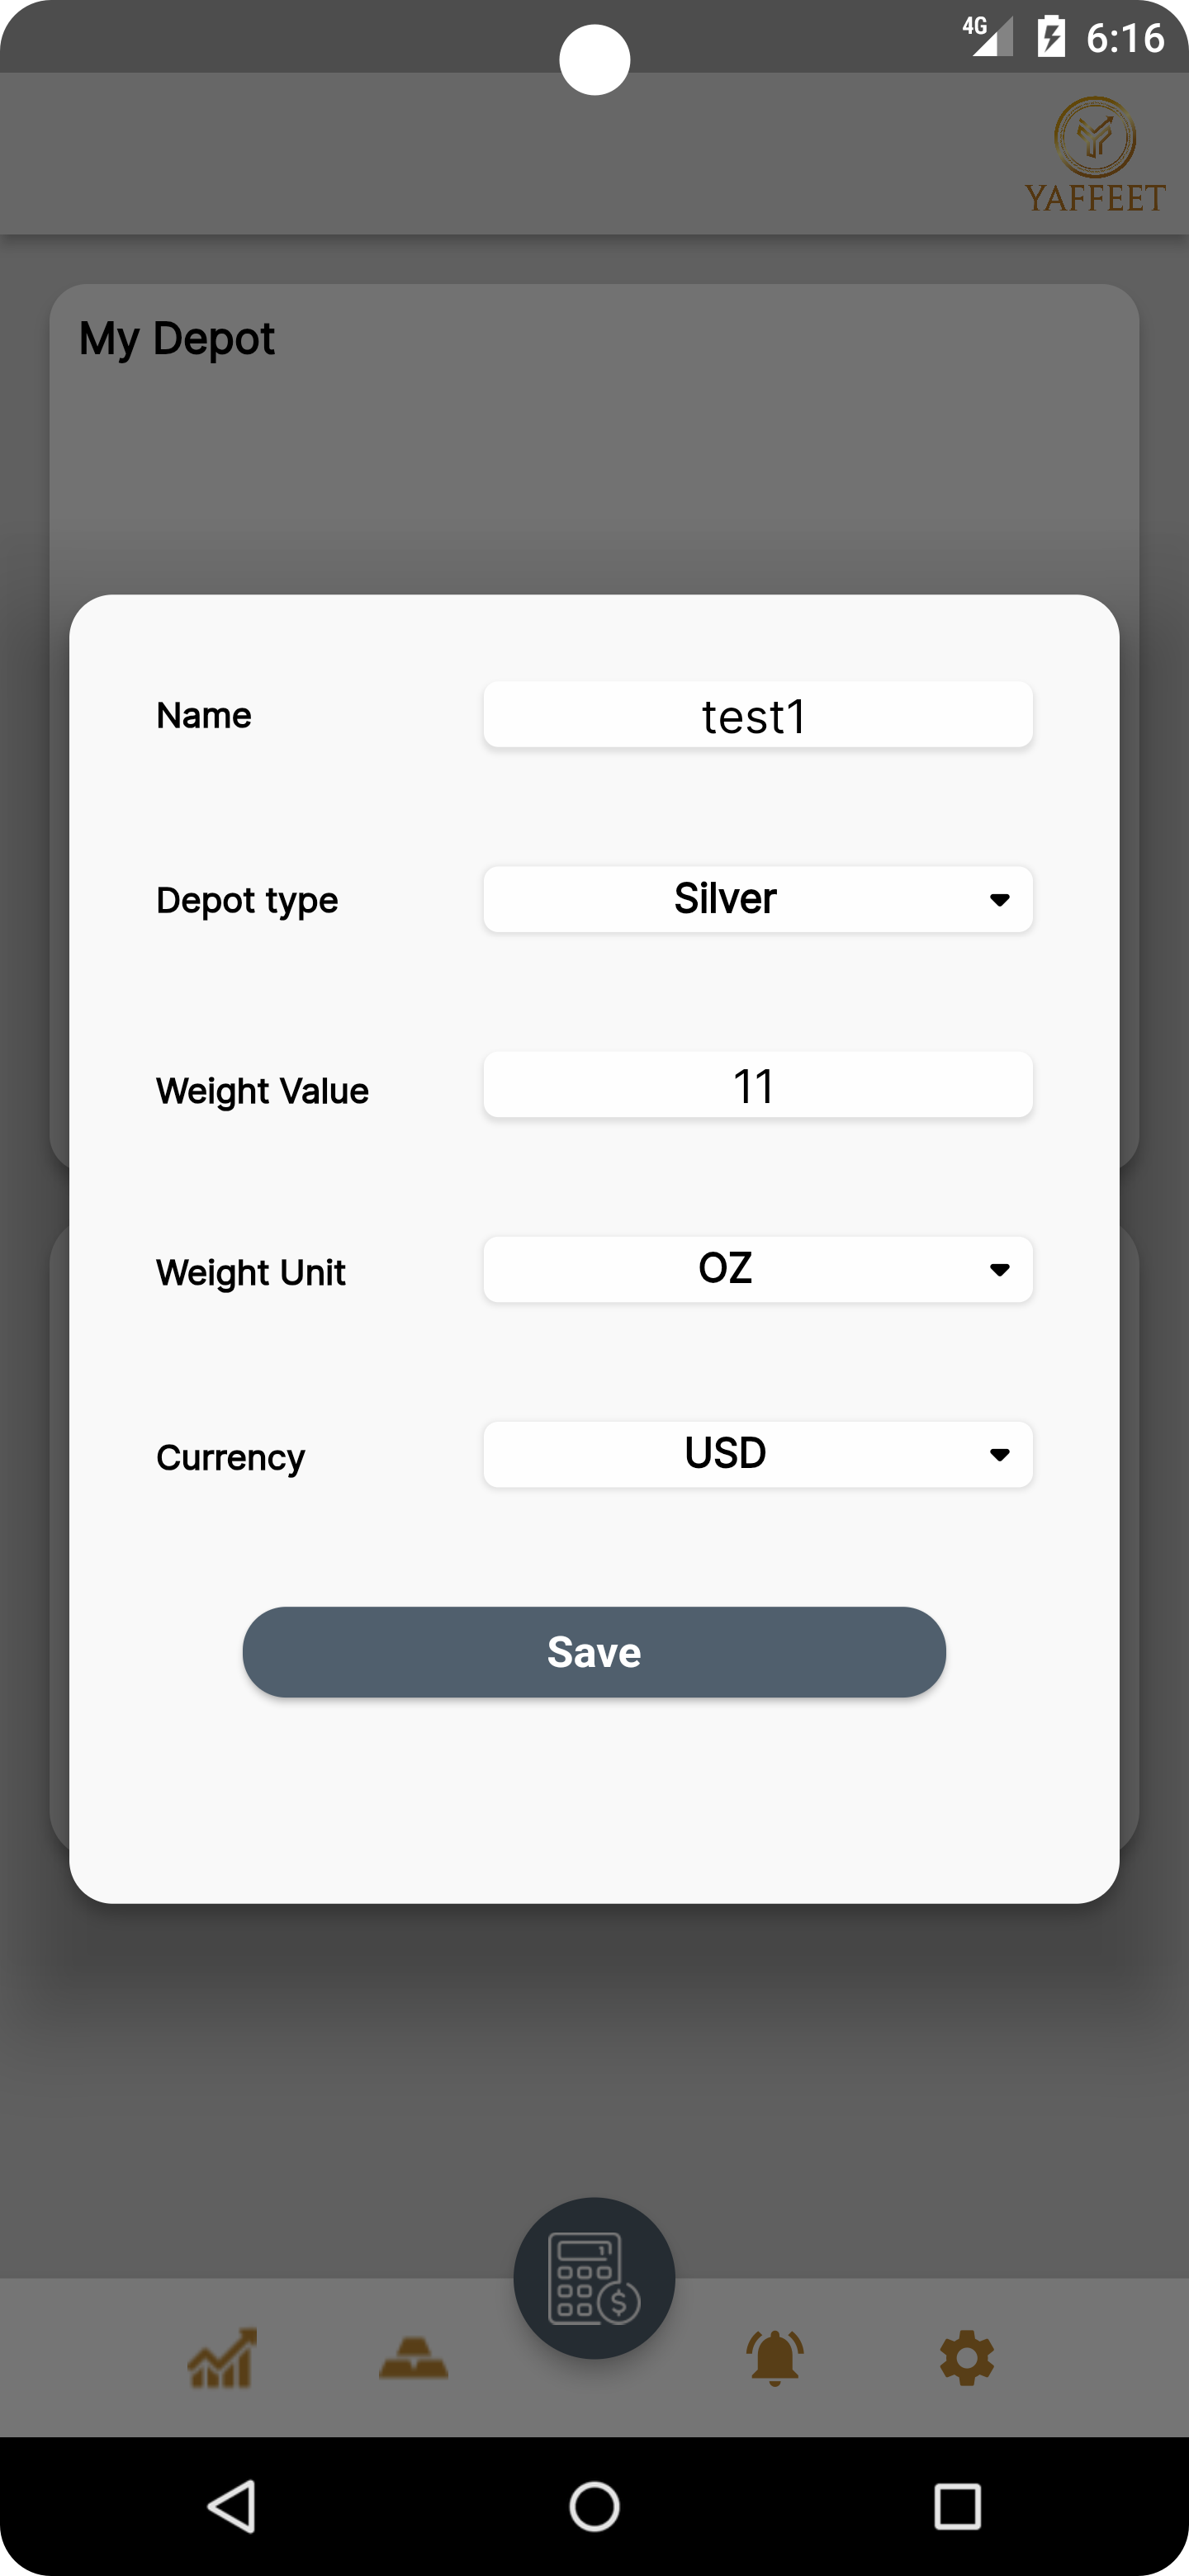 4G 6:16
YAFFEET
My Depot
Name test1
Depot type Silver
Weight Value 11
Weight Unit OZ
Currency USD
Save